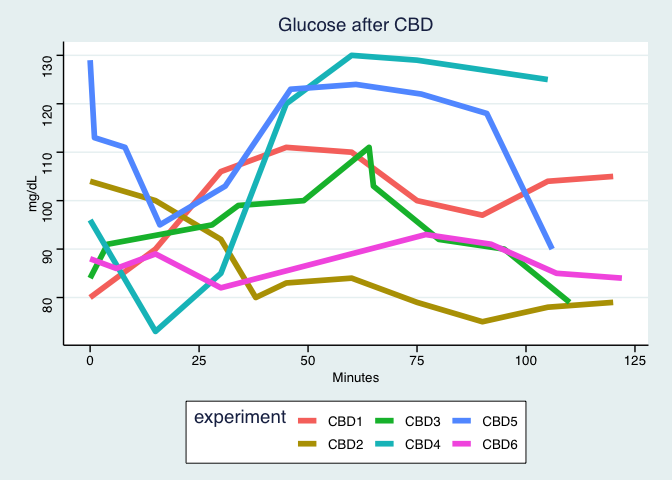 Glucose after CBD
130
120
110
100
90
80
mg/dL
0 25 50 75 100 125
Minutes
experiment
CBD1 CBD3 CBD5
CBD2 CBD4 CBD6